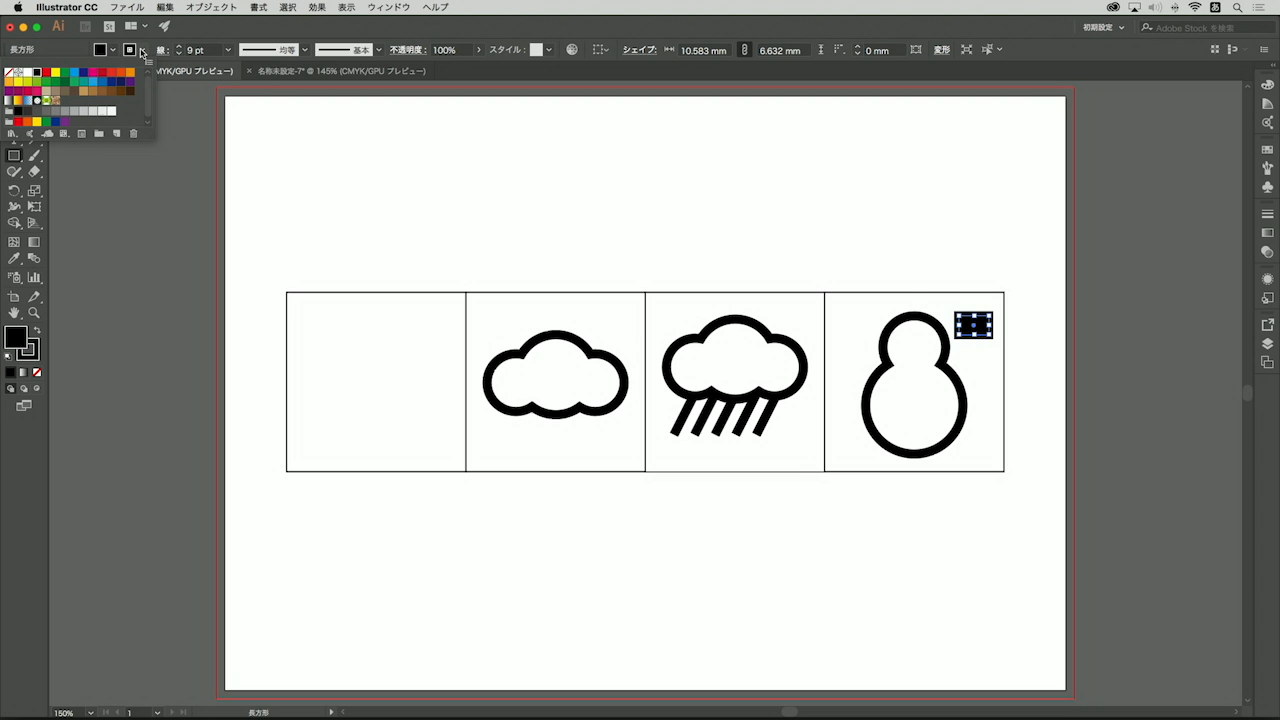 Illustrator CC ファイル 編集 オブジェクト 書式 選択 効果 表示 ウィンドウ ヘルプ
Ai Br St 初期設定 Adobe Stock を検索
長方形 線: 9 pt 均等 基本 不透明度: 100% スタイル: シェイプ: 10.583 mm 6.632 mm 0 mm 変形
MYK/GPU プレビュー) × 名称未設定-7* @ 145% (CMYK/GPU プレビュー)
150% 1 長方形